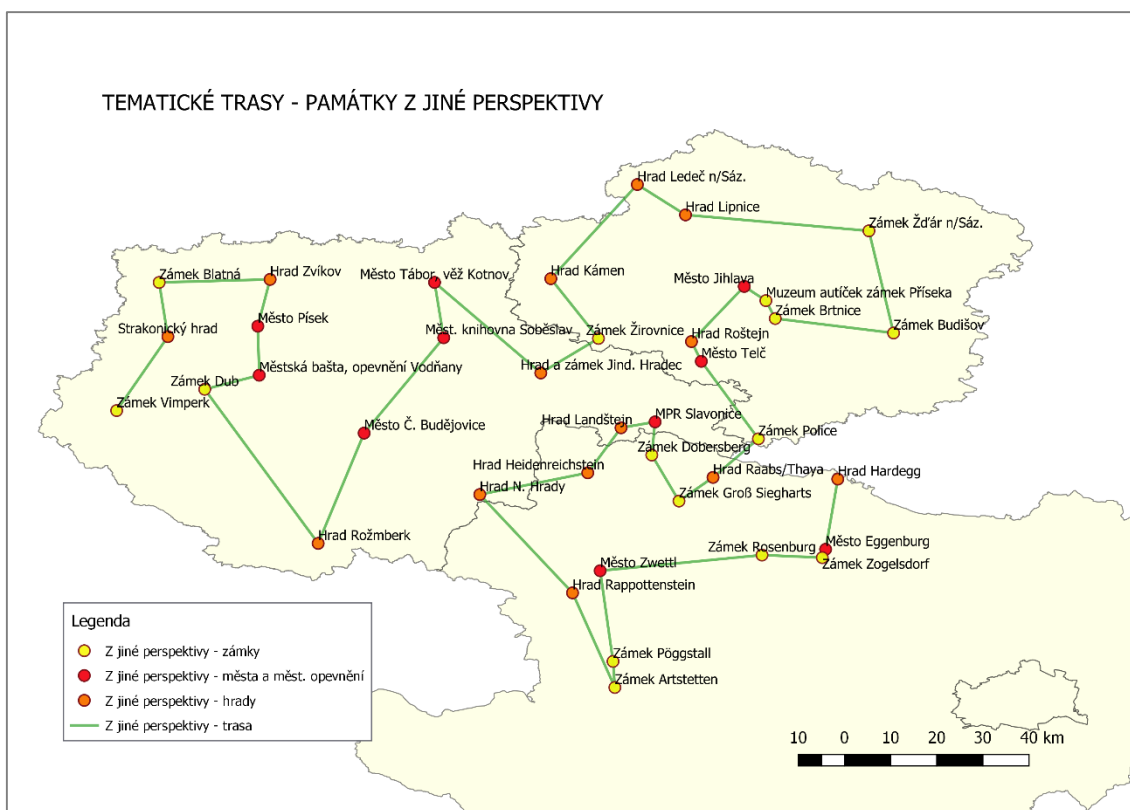 TEMATICKÉ TRASY - PAMÁTKY Z JINÉ PERSPEKTIVY
Hrad Ledeč n/Sáz.
Hrad Lipnice
Zámek Žďár n/Sáz.
Zámek Blatná
Hrad Zvíkov
Město Tábor, věž Kotnov
Hrad Kámen
Město Jihlava
Muzeum autíček zámek Příseka
Zámek Brtnice
Město Písek
Strakonický hrad
Měst. knihovna Soběslav
Zámek Žirovnice
Zámek Budišov
Hrad Roštejn
Město Telč
Hrad a zámek Jind. Hradec
Městská bašta, opevnění Vodňany
Zámek Dub
Zámek Vimperk
Město Č. Budějovice
Hrad Landštejn
MPR Slavonice
Zámek Police
Zámek Dobersberg
Hrad Heidenreichstein
Hrad Raabs/Thaya
Hrad Hardegg
Hrad N. Hrady
Zámek Groß Siegharts
Hrad Rožmberk
Zámek Rosenburg
Město Eggenburg
Zámek Zogelsdorf
Město Zwettl
Hrad Rappottenstein
Zámek Pöggstall
Zámek Artstetten
Legenda
Z jiné perspektivy - zámky
Z jiné perspektivy - města a měst. opevnění
Z jiné perspektivy - hrady
Z jiné perspektivy - trasa
10 0 10 20 30 40 km